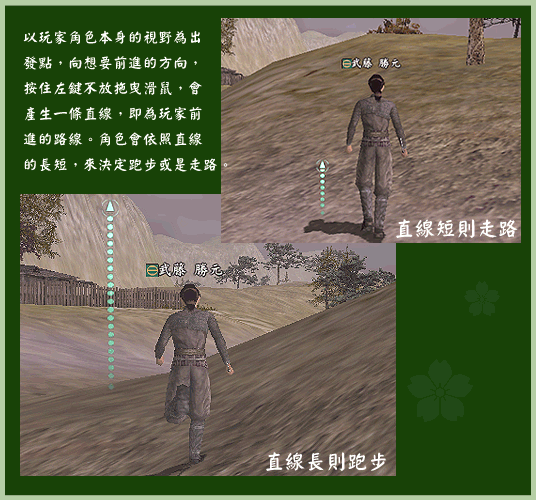 以玩家角色本身的視野為出
發點，向想要前進的方向，
按住左鍵不放拖曳滑鼠，會
產生一條直線，即為玩家前
進的路線。角色會依照直線
的長短，來決定跑步或是走路。
武藤 勝元
直線短則走路
武藤 勝元
直線長則跑步